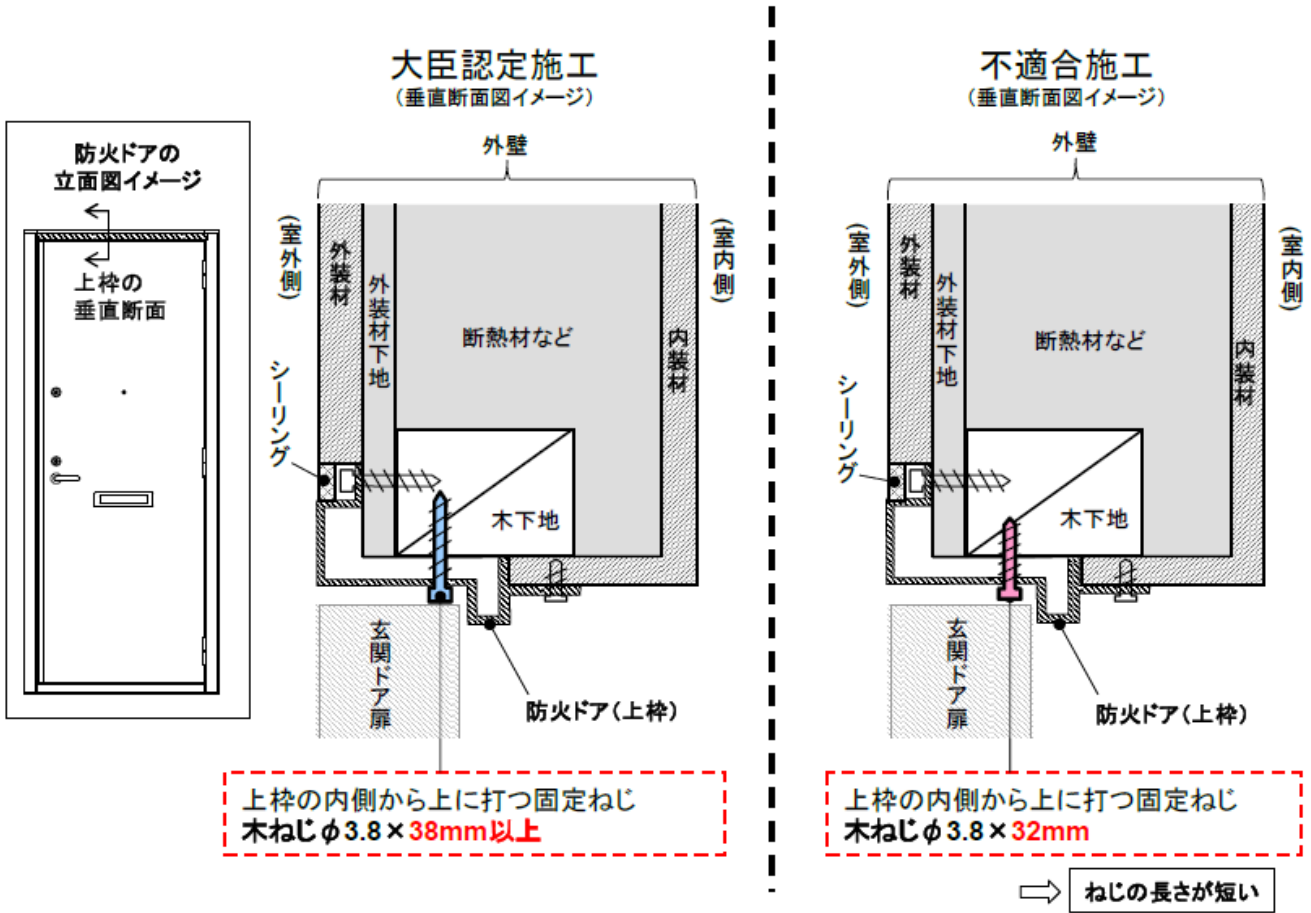 防火ドアの
立面図イメージ
上枠の
垂直断面
大臣認定施工
(垂直断面図イメージ)
外壁
(室外側)
外装材
外装材下地
断熱材など
内装材
(室内側)
シーリング
木下地
玄関ドア扉
防火ドア(上枠)
上枠の内側から上に打つ固定ねじ
木ねじφ3.8×38mm以上
不適合施工
(垂直断面図イメージ)
外壁
(室外側)
外装材
外装材下地
断熱材など
内装材
(室内側)
シーリング
木下地
玄関ドア扉
防火ドア(上枠)
上枠の内側から上に打つ固定ねじ
木ねじφ3.8×32mm
ねじの長さが短い